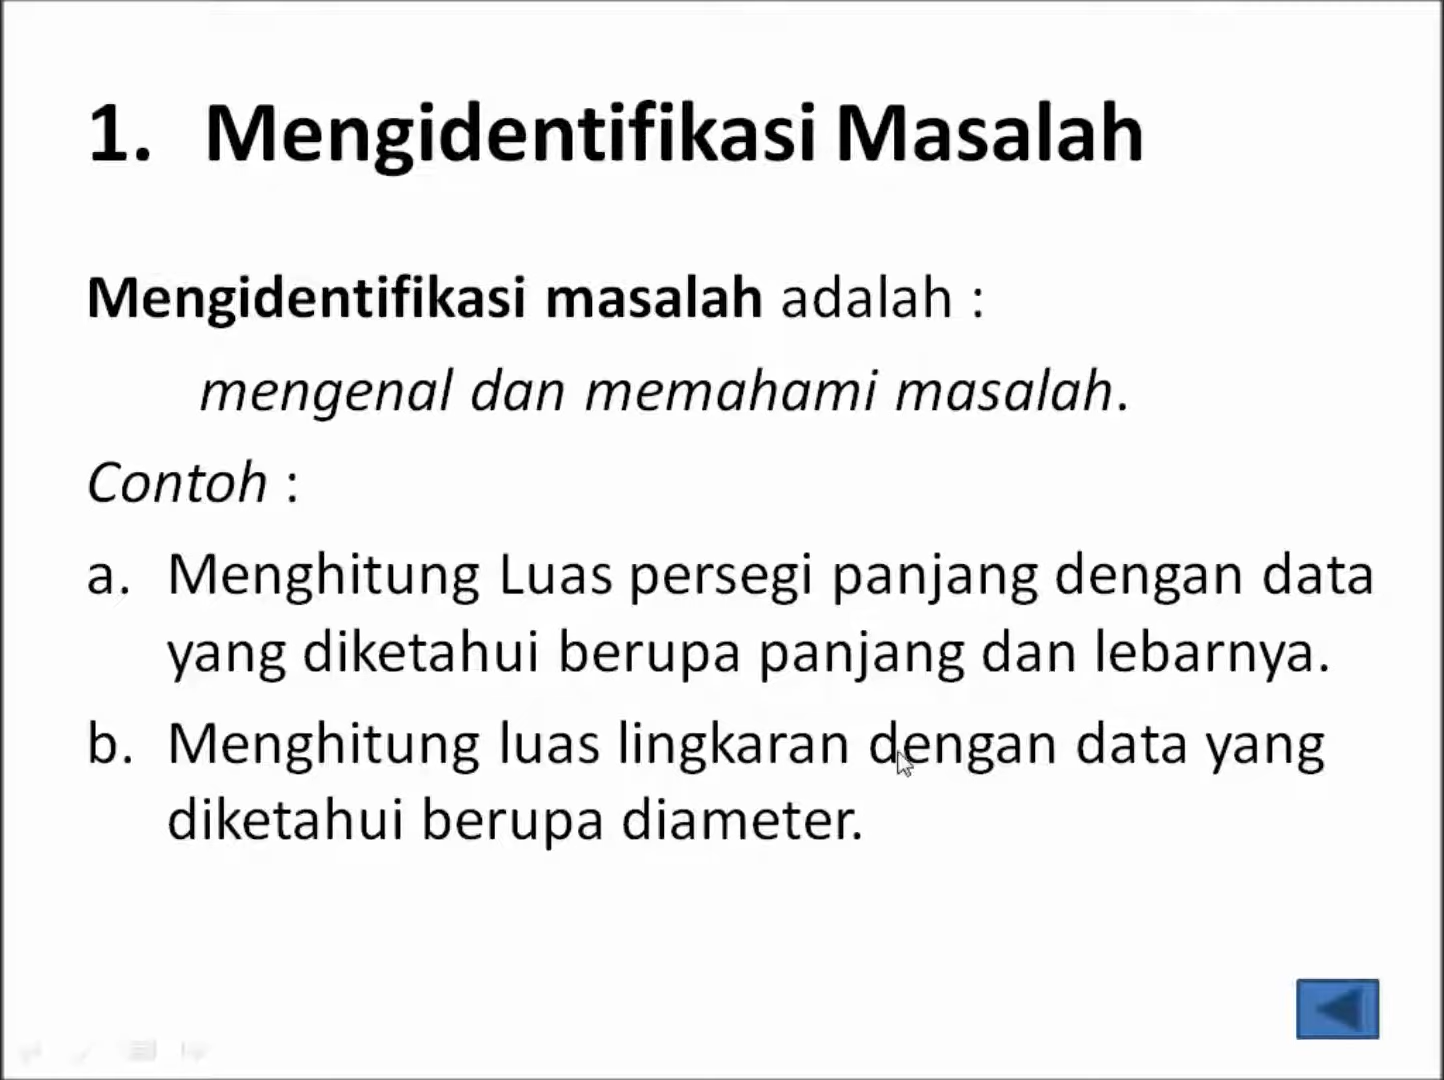 1. Mengidentifikasi Masalah
Mengidentifikasi masalah adalah :
mengenal dan memahami masalah.
Contoh :
a. Menghitung Luas persegi panjang dengan data
yang diketahui berupa panjang dan lebarnya.
b. Menghitung luas lingkaran dengan data yang
diketahui berupa diameter.